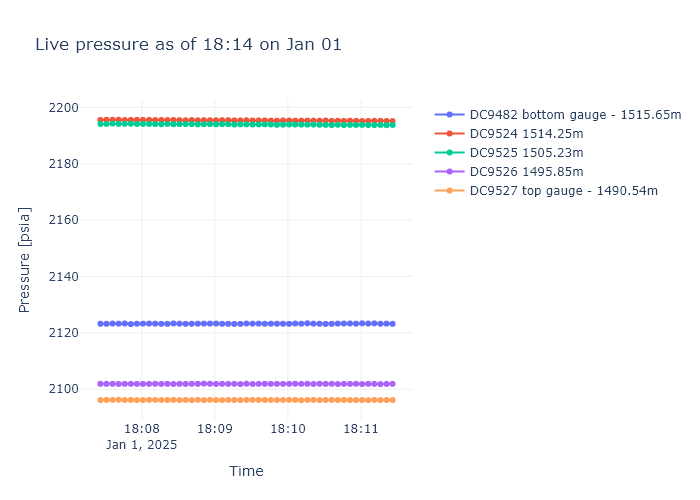 Live pressure as of 18:14 on Jan 01
Pressure [psia]
2200
2180
2160
2140
2120
2100
18:08
Jan 1, 2025
18:09
18:10
18:11
Time
DC9482 bottom gauge - 1515.65m
DC9524 1514.25m
DC9525 1505.23m
DC9526 1495.85m
DC9527 top gauge - 1490.54m